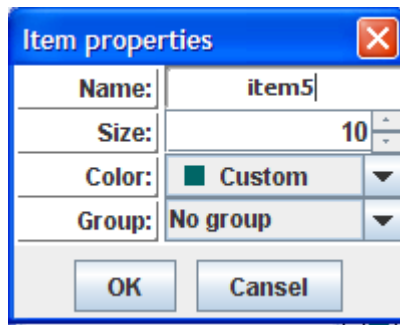 Item properties
Name: item5
Size: 10
Color: Custom
Group: No group
OK Cansel